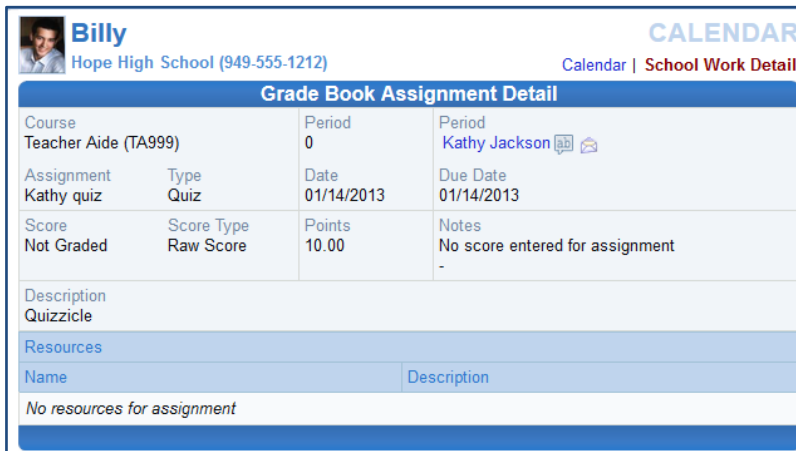 Billy
CALENDAR
Hope High School (949-555-1212)
Calendar | School Work Detail
Grade Book Assignment Detail
Course Period Period
Teacher Aide (TA999) 0 Kathy Jackson ab
Assignment Type Date Due Date
Kathy quiz Quiz 01/14/2013 01/14/2013
Score Score Type Points Notes
Not Graded Raw Score 10.00 No score entered for assignment
-
Description
Quizzicle
Resources
Name Description
No resources for assignment